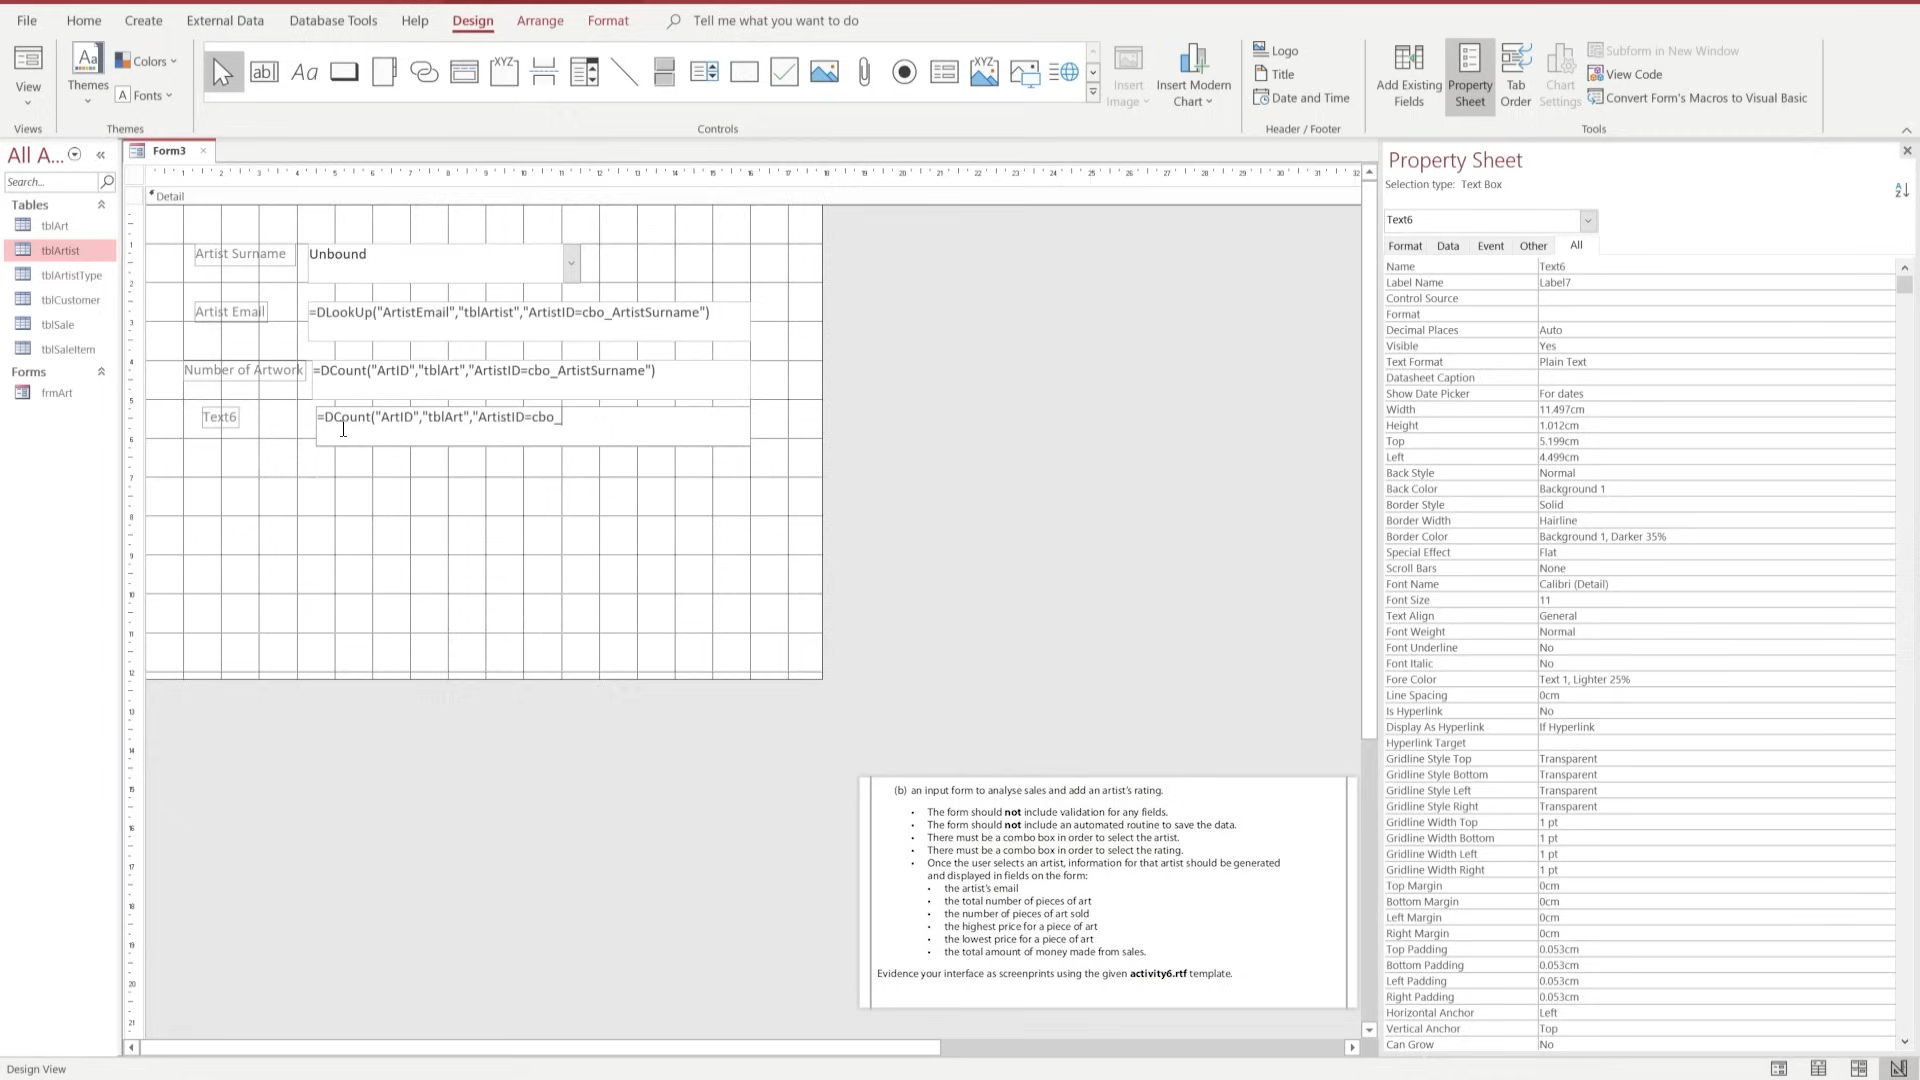 File Home Create External Data Database Tools Help Design Arrange Format Tell me what you want to do
View
Views
Aa
Themes
Colors
A Fonts
Themes
ab| Aa XYZ XYZ
Controls
Insert Image
Insert Modern Chart
Logo
Title
Date and Time
Header / Footer
Add Existing Fields
Property Sheet
Tab Order
Chart Settings
Subform in New Window
View Code
Convert Form's Macros to Visual Basic
Tools
All A...
Search...
Tables
tblArt
tblArtist
tblArtistType
tblCustomer
tblSale
tblSaleItem
Forms
frmArt
Form3
Detail
Artist Surname Unbound
Artist Email =DLookUp("ArtistEmail","tblArtist","ArtistID=cbo_ArtistSurname")
Number of Artwork =DCount("ArtID","tblArt","ArtistID=cbo_ArtistSurname")
Text6 =DCount("ArtID","tblArt","ArtistID=cbo_
(b) an input form to analyse sales and add an artist's rating.
• The form should not include validation for any fields.
• The form should not include an automated routine to save the data.
• There must be a combo box in order to select the artist.
• There must be a combo box in order to select the rating.
• Once the user selects an artist, information for that artist should be generated
and displayed in fields on the form:
• the artist's email
• the total number of pieces of art
• the number of pieces of art sold
• the highest price for a piece of art
• the lowest price for a piece of art
• the total amount of money made from sales.
Evidence your interface as screenprints using the given activity6.rtf template.
Property Sheet
Selection type: Text Box
Text6
Format Data Event Other All
Name Text6
Label Name Label7
Control Source
Format
Decimal Places Auto
Visible Yes
Text Format Plain Text
Datasheet Caption
Show Date Picker For dates
Width 11.497cm
Height 1.012cm
Top 5.199cm
Left 4.499cm
Back Style Normal
Back Color Background 1
Border Style Solid
Border Width Hairline
Border Color Background 1, Darker 35%
Special Effect Flat
Scroll Bars None
Font Name Calibri (Detail)
Font Size 11
Text Align General
Font Weight Normal
Font Underline No
Font Italic No
Fore Color Text 1, Lighter 25%
Line Spacing 0cm
Is Hyperlink No
Display As Hyperlink If Hyperlink
Hyperlink Target
Gridline Style Top Transparent
Gridline Style Bottom Transparent
Gridline Style Left Transparent
Gridline Style Right Transparent
Gridline Width Top 1 pt
Gridline Width Bottom 1 pt
Gridline Width Left 1 pt
Gridline Width Right 1 pt
Top Margin 0cm
Bottom Margin 0cm
Left Margin 0cm
Right Margin 0cm
Top Padding 0.053cm
Bottom Padding 0.053cm
Left Padding 0.053cm
Right Padding 0.053cm
Horizontal Anchor Left
Vertical Anchor Top
Can Grow No
Design View